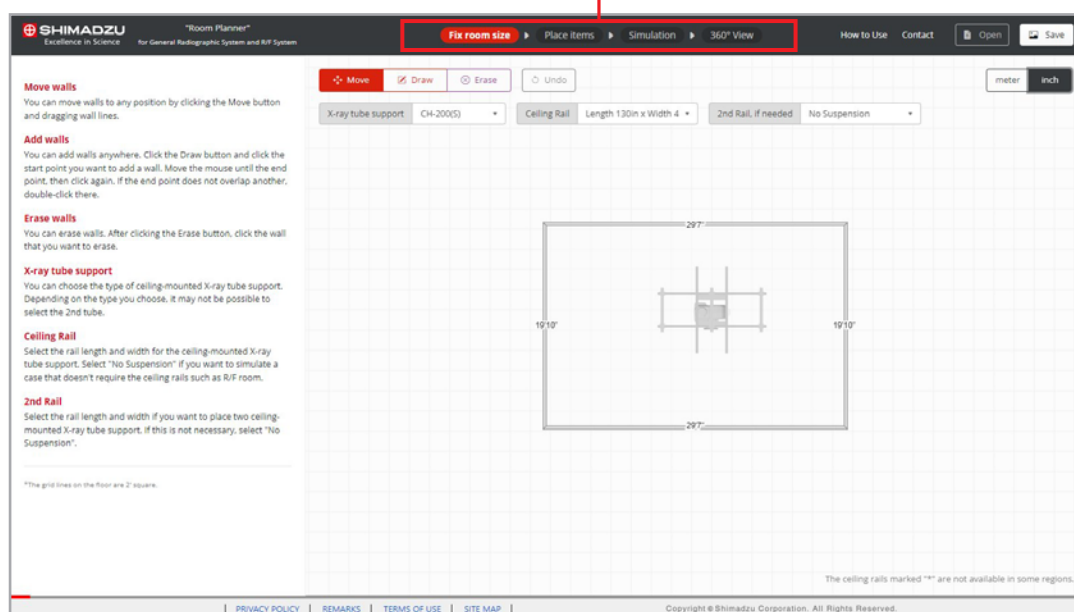 SHIMADZU
Excellence in Science
"Room Planner"
for General Radiographic System and R/F System
Fix room size
Place items
Simulation
360° View
How to Use
Contact
Open
Save
Move walls
You can move walls to any position by clicking the Move button
and dragging wall lines.
Add walls
You can add walls anywhere. Click the Draw button and click the
start point you want to add a wall. Move the mouse until the end
point, then click again. If the end point does not overlap another,
double-click there.
Erase walls
You can erase walls. After clicking the Erase button, click the wall
that you want to erase.
X-ray tube support
You can choose the type of ceiling-mounted X-ray tube support.
Depending on the type you choose, it may not be possible to
select the 2nd tube.
Ceiling Rail
Select the rail length and width for the ceiling-mounted X-ray
tube support. Select "No Suspension" if you want to simulate a
case that doesn't require the ceiling rails such as R/F room.
2nd Rail
Select the rail length and width if you want to place two ceiling-
mounted X-ray tube support. If this is not necessary, select "No
Suspension".
*The grid lines on the floor are 2' square.
Move
Draw
Erase
Undo
meter
inch
X-ray tube support
CH-200(S)
Ceiling Rail
Length 130in x Width 4
2nd Rail, if needed
No Suspension
29'7"
19'10"
19'10"
29'7"
The ceiling rails marked "*" are not available in some regions.
PRIVACY POLICY
REMARKS
TERMS OF USE
SITE MAP
Copyright © Shimadzu Corporation. All Rights Reserved.